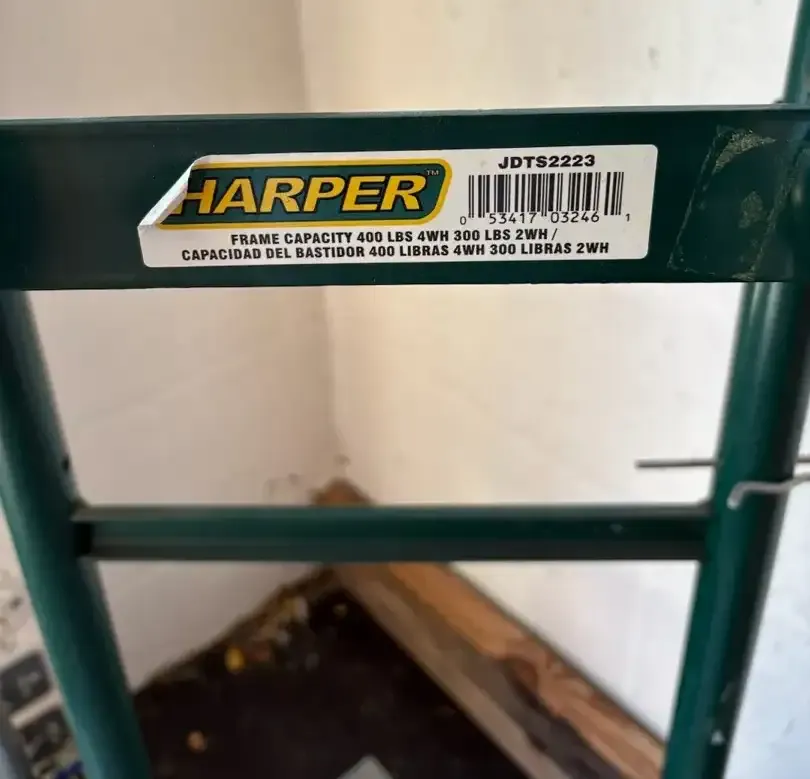 HARPER™
JDTS2223
0 53417 03246 1
FRAME CAPACITY 400 LBS 4WH 300 LBS 2WH /
CAPACIDAD DEL BASTIDOR 400 LIBRAS 4WH 300 LIBRAS 2WH